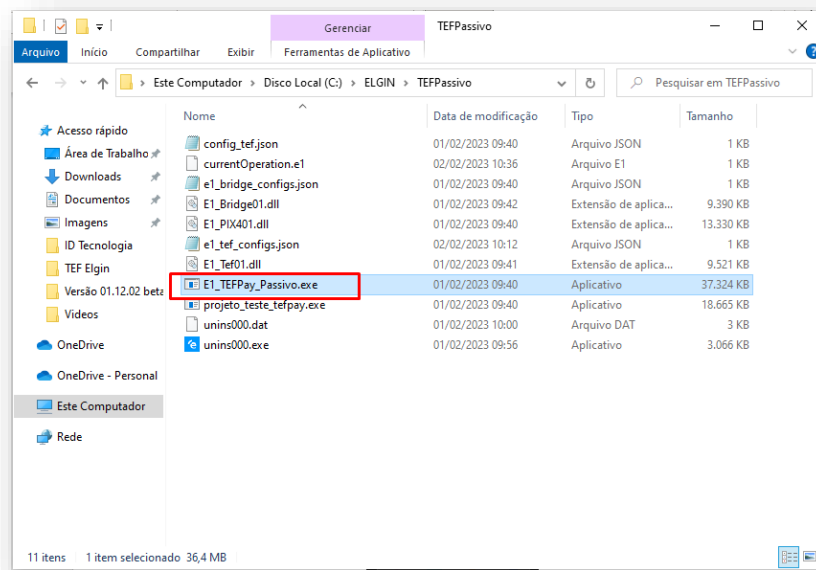 Gerenciar TEFPassivo
Arquivo Início Compartilhar Exibir Ferramentas de Aplicativo
Este Computador > Disco Local (C:) > ELGIN > TEFPassivo Pesquisar em TEFPassivo
Nome Data de modificação Tipo Tamanho
Acesso rápido
Área de Trabalho
Downloads
Documentos
Imagens
ID Tecnologia
TEF Elgin
Versão 01.12.02 beta
Videos
OneDrive
OneDrive - Personal
Este Computador
Rede
config_tef.json 01/02/2023 09:40 Arquivo JSON 1 KB
currentOperation.e1 02/02/2023 10:36 Arquivo E1 1 KB
e1_bridge_configs.json 01/02/2023 09:40 Arquivo JSON 1 KB
E1_Bridge01.dll 01/02/2023 09:42 Extensão de aplica... 9.390 KB
E1_PIX401.dll 01/02/2023 09:40 Extensão de aplica... 13.330 KB
e1_tef_configs.json 02/02/2023 10:12 Arquivo JSON 1 KB
E1_Tef01.dll 01/02/2023 09:41 Extensão de aplica... 9.521 KB
E1_TEFPay_Passivo.exe 01/02/2023 09:40 Aplicativo 37.324 KB
projeto_teste_tefpay.exe 01/02/2023 09:40 Aplicativo 18.665 KB
unins000.dat 01/02/2023 10:00 Arquivo DAT 3 KB
unins000.exe 01/02/2023 09:56 Aplicativo 3.066 KB
11 itens 1 item selecionado 36,4 MB